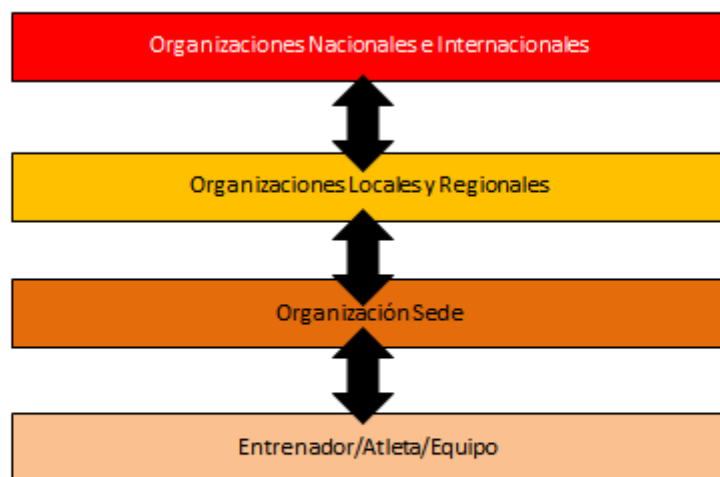 Organizaciones Nacionales e Internacionales
Organizaciones Locales y Regionales
Organización Sede
Entrenador/Atleta/Equipo